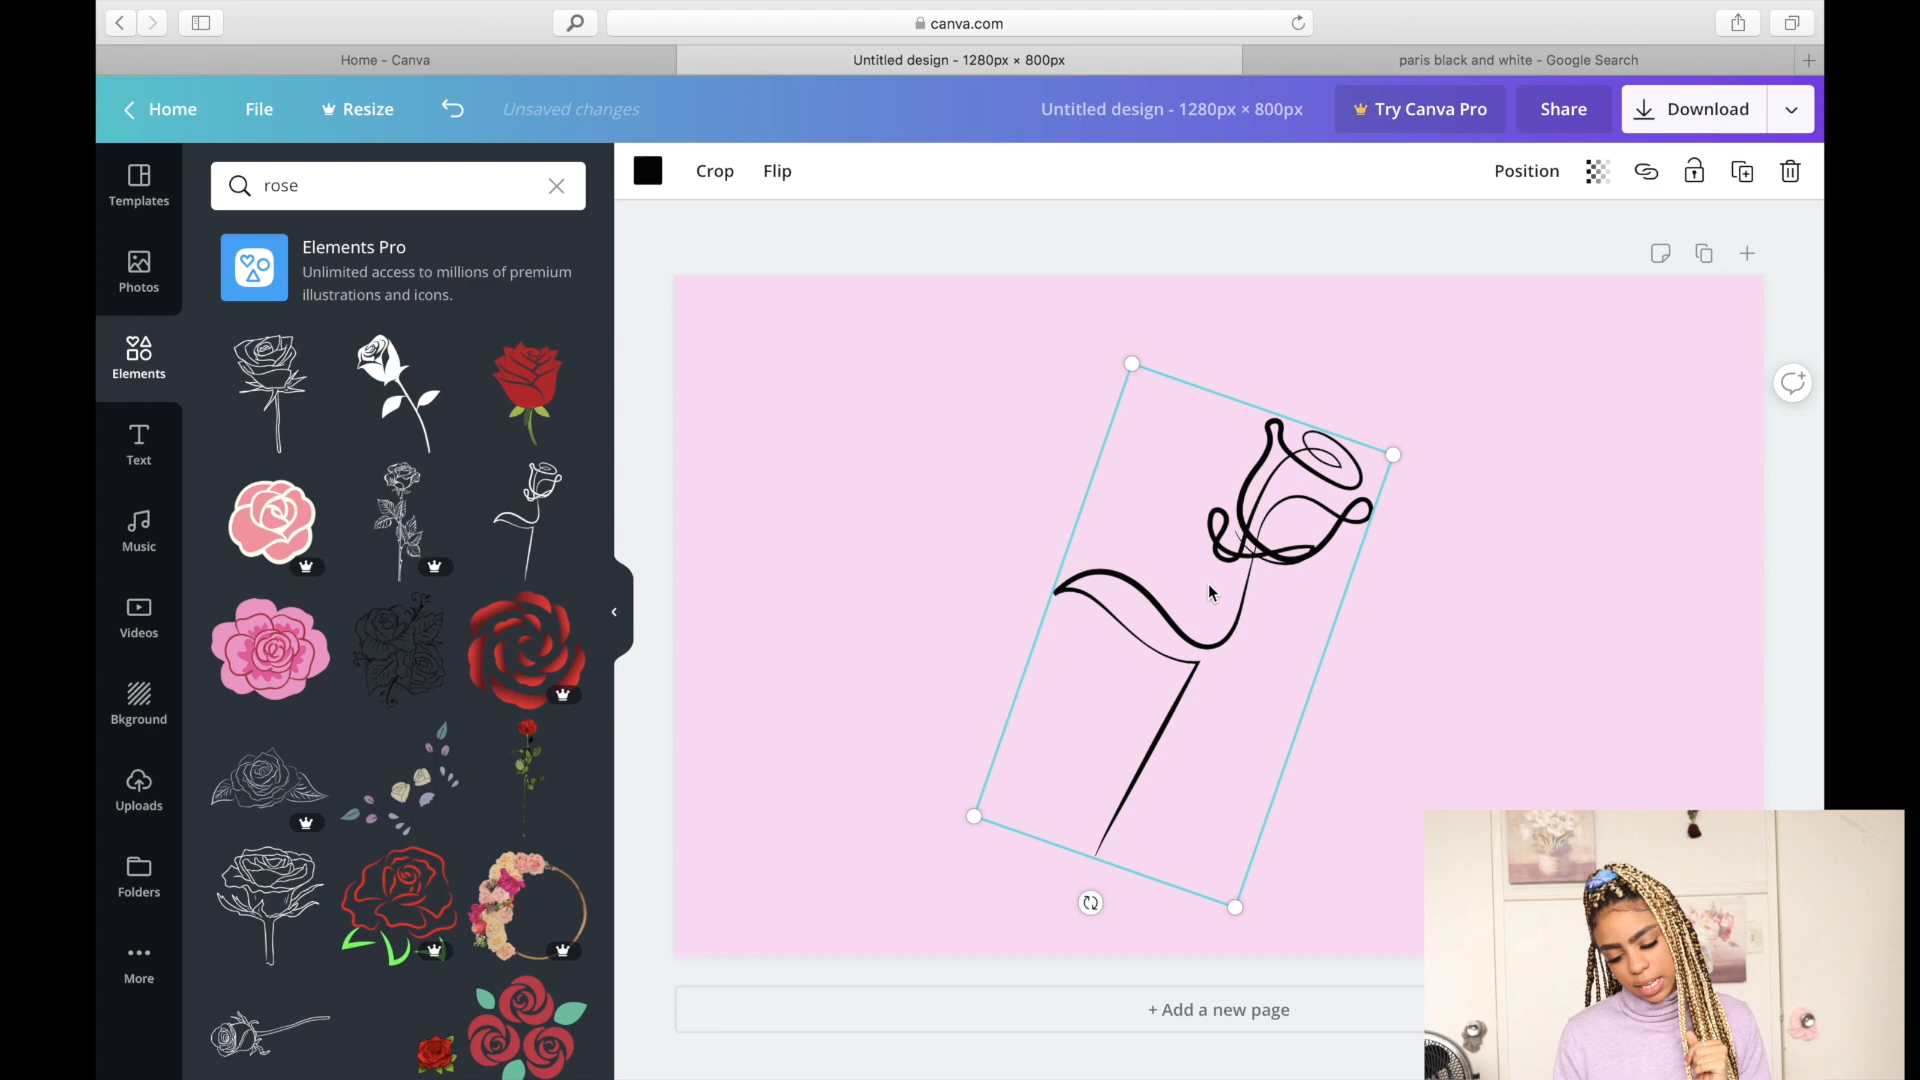 canva.com
Home - Canva
Untitled design - 1280px × 800px
paris black and white - Google Search
Home
File
Resize
Unsaved changes
Untitled design - 1280px × 800px
Try Canva Pro
Share
Download
rose
Crop
Flip
Position
Templates
Photos
Elements
Text
Music
Videos
Bkground
Uploads
Folders
More
Elements Pro
Unlimited access to millions of premium
illustrations and icons.
+ Add a new page